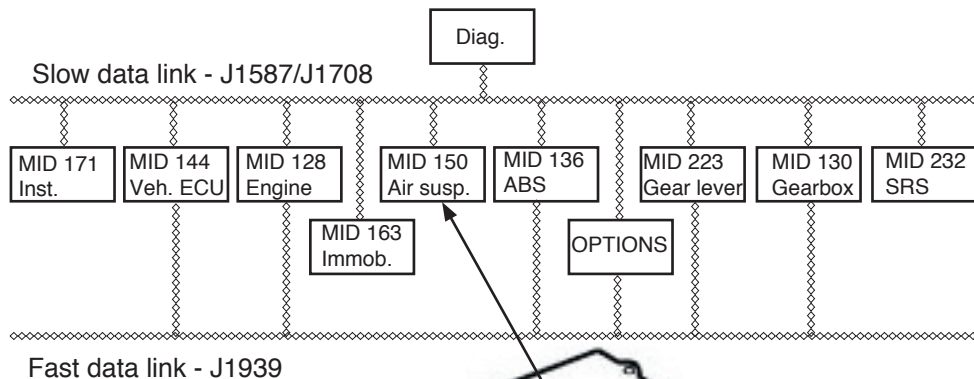 Diag.
Slow data link - J1587/J1708
MID 171
Inst.
MID 144
Veh. ECU
MID 128
Engine
MID 150
Air susp.
MID 136
ABS
MID 223
Gear lever
MID 130
Gearbox
MID 232
SRS
MID 163
Immob.
OPTIONS
Fast data link - J1939